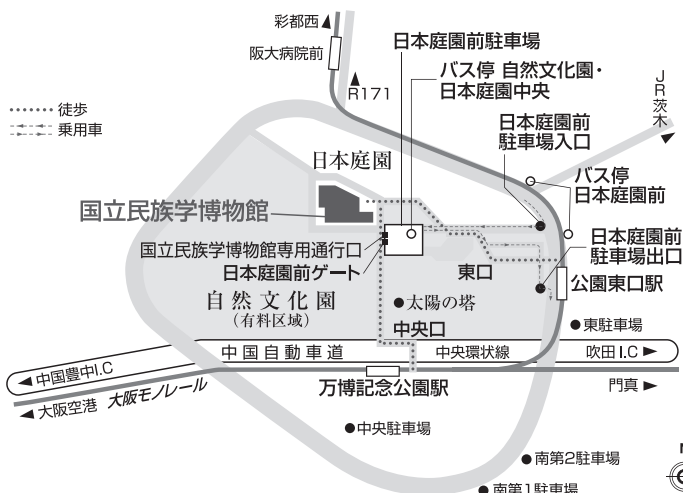 彩都西
阪大病院前
日本庭園前駐車場
バス停 自然文化園・
日本庭園中央
R171
JR茨木
徒歩
乗用車
日本庭園前
駐車場入口
日本庭園
バス停
日本庭園前
国立民族学博物館
国立民族学博物館専用通行口
日本庭園前ゲート
日本庭園前
駐車場出口
東口
公園東口駅
自然文化園
(有料区域)
太陽の塔
中央口
東駐車場
中国自動車道
中央環状線
吹田I.C
中国豊中I.C
大阪空港
大阪モノレール
万博記念公園駅
門真
中央駐車場
南第2駐車場
南第1駐車場